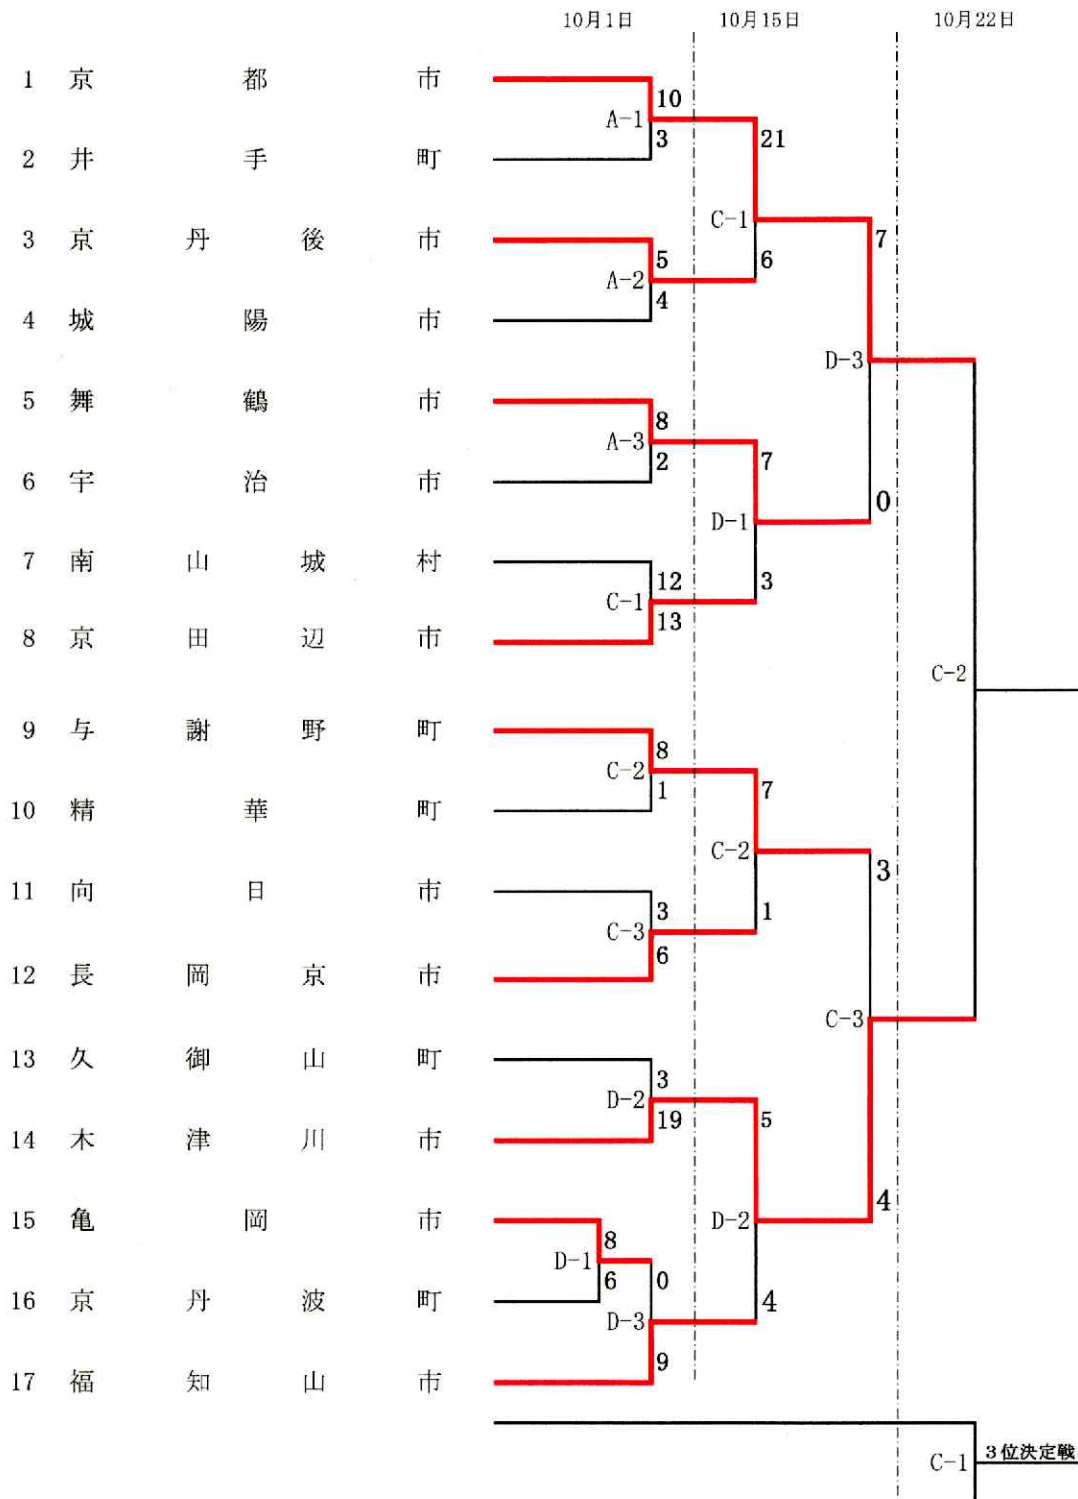 10月1日 10月15日 10月22日
1 京都市
10
A-1
3
21
2 井手町
C-1
7
3 京丹後市
5
6
A-2
4
4 城陽市
D-3
5 舞鶴市
8
A-3
2
7
6 宇治市
0
D-1
7 南山城村
12
3
C-1
13
8 京田辺市
C-2
9 与謝野町
8
C-2
1
7
10 精華町
C-2
3
11 向日市
3
1
C-3
6
12 長岡京市
C-3
13 久御山町
3
D-2
19
5
14 木津川市
4
15 亀岡市
D-2
8
D-1
6
0
4
16 京丹波町
D-3
9
17 福知山市
C-1 3位決定戦